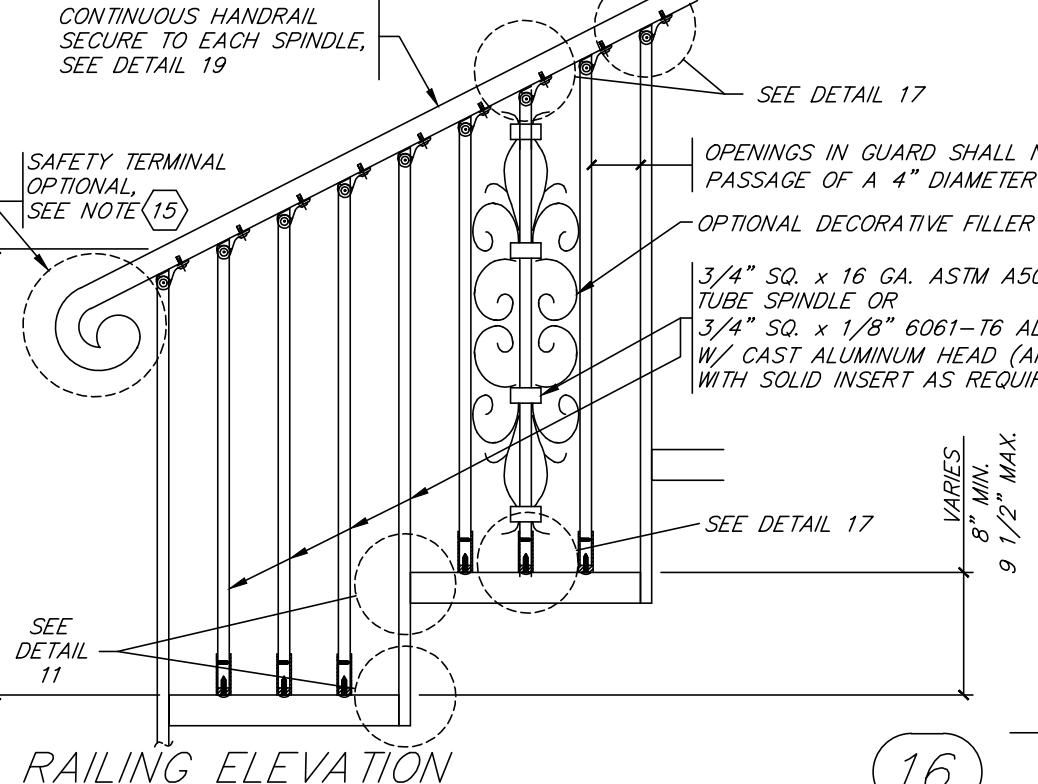 CONTINUOUS HANDRAIL
SECURE TO EACH SPINDLE,
SEE DETAIL 19
SEE DETAIL 17
SAFETY TERMINAL
OPTIONAL,
SEE NOTE 15
OPENINGS IN GUARD SHALL
PASSAGE OF A 4" DIAMETER
OPTIONAL DECORATIVE FILLER
3/4" SQ. x 16 GA. ASTM
TUBE SPINDLE OR
3/4" SQ. x 1/8" 6061-T6
W/ CAST ALUMINUM HEAD
WITH SOLID INSERT AS
SEE DETAIL 17
VARIES
8" MIN.
9 1/2" MAX.
SEE
DETAIL
11
RAILING ELEVATION
16